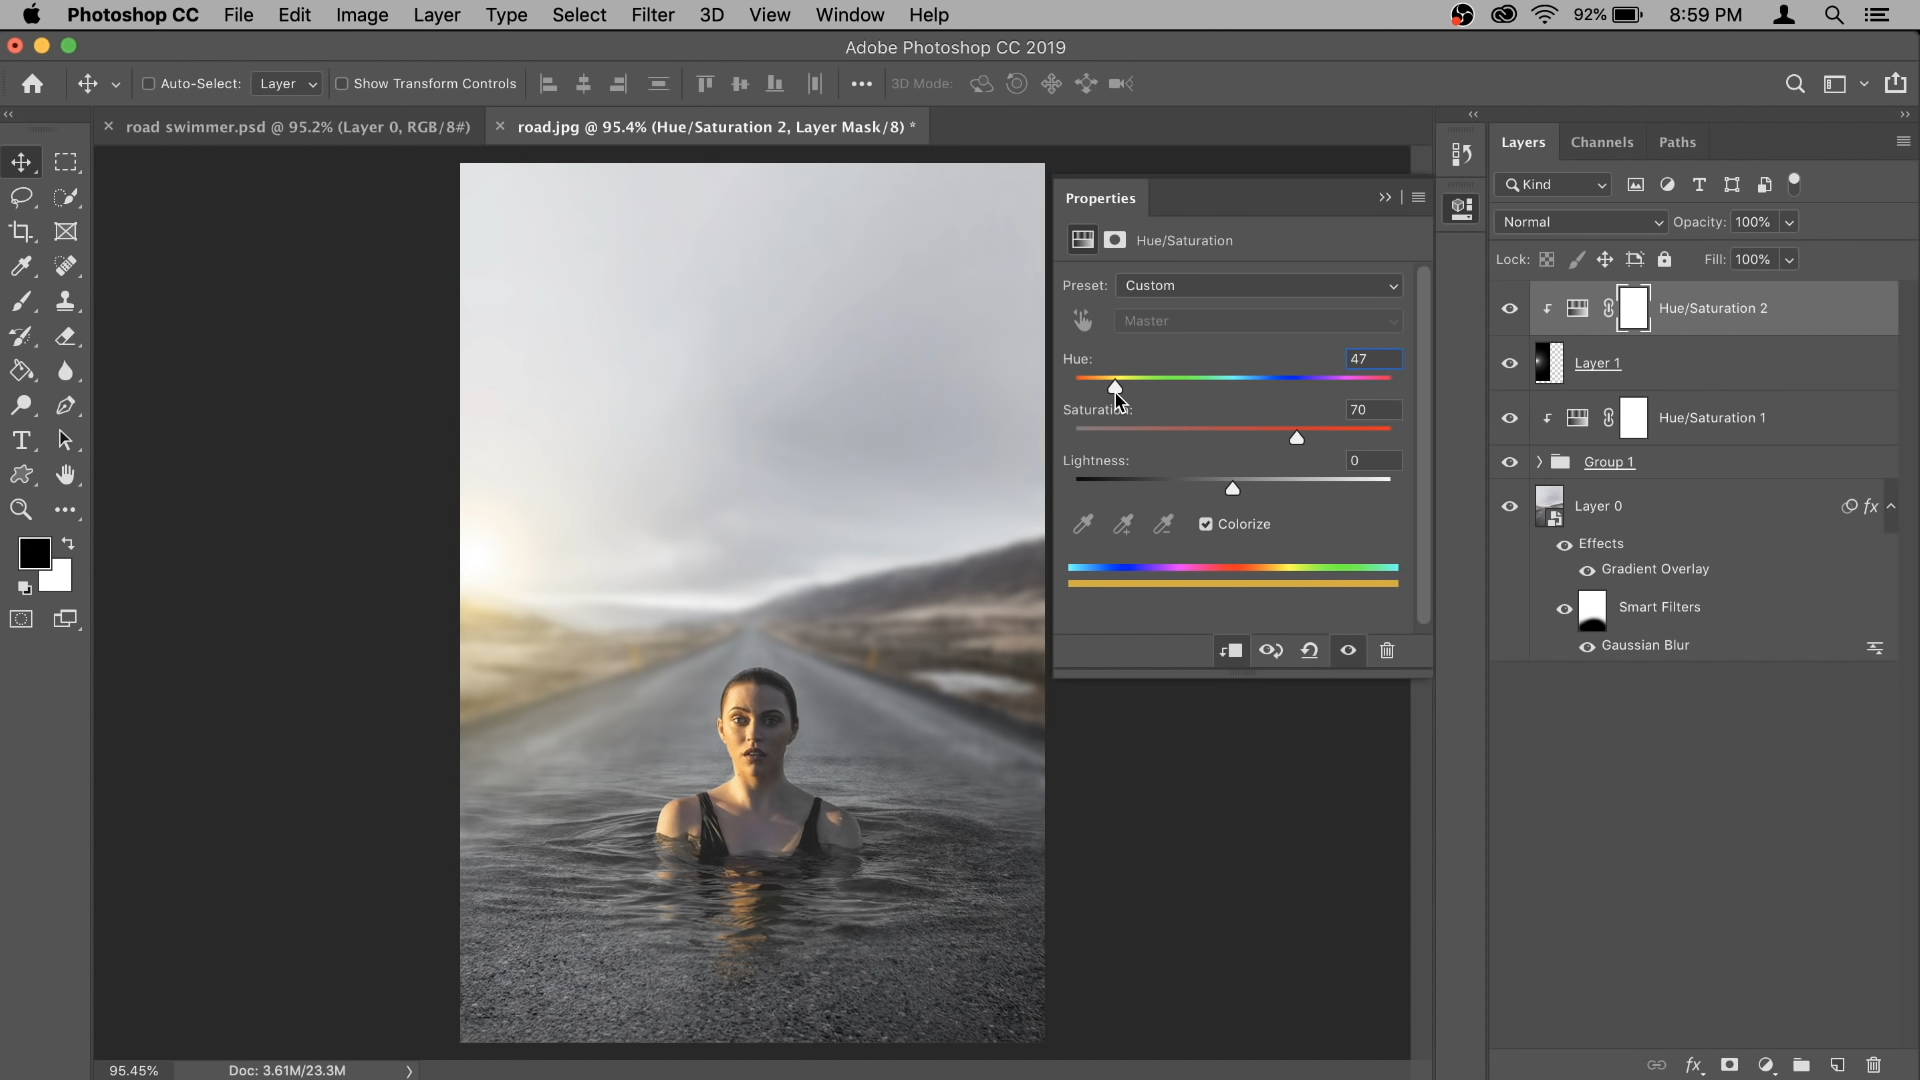 Photoshop CC File Edit Image Layer Type Select Filter 3D View Window Help 92% 8:59 PM
Adobe Photoshop CC 2019
Auto-Select: Layer Show Transform Controls 3D Mode:
road swimmer.psd @ 95.2% (Layer 0, RGB/8#) road.jpg @ 95.4% (Hue/Saturation 2, Layer Mask/8) *
Layers Channels Paths
Kind
Normal Opacity: 100%
Lock: Fill: 100%
Hue/Saturation 2
Layer 1
Hue/Saturation 1
Group 1
Layer 0 fx
Effects
Gradient Overlay
Smart Filters
Gaussian Blur
Properties
Hue/Saturation
Preset: Custom
Master
Hue: 47
Saturation: 70
Lightness: 0
Colorize
95.45% Doc: 3.61M/23.3M
fx